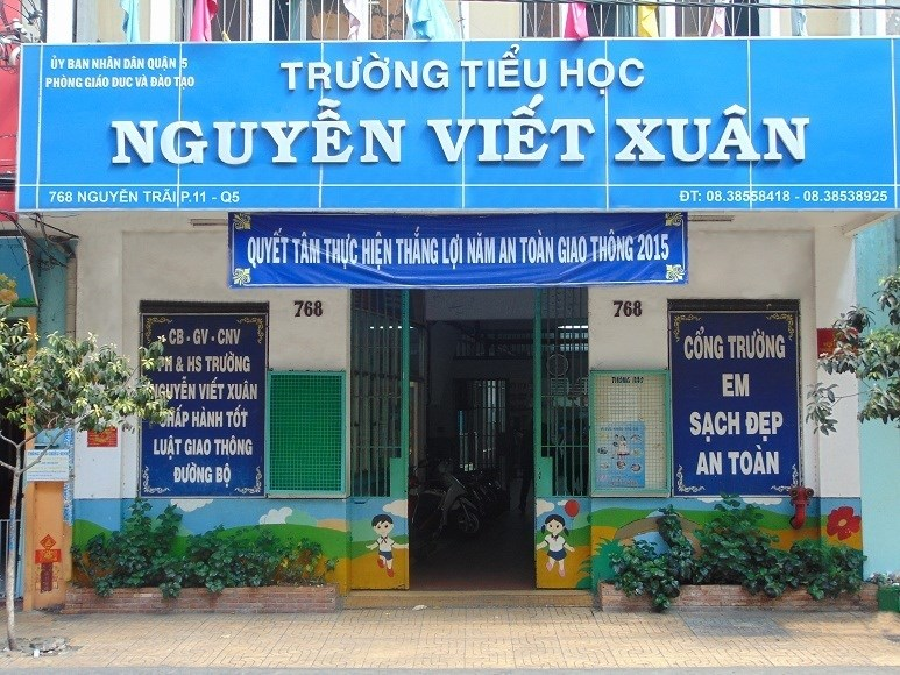 ỦY BAN NHÂN DÂN QUẬN 5
PHÒNG GIÁO DỤC VÀ ĐÀO TẠO
TRƯỜNG TIỂU HỌC
NGUYỄN VIẾT XUÂN
768 NGUYỄN TRÃI P.11 - Q5
ĐT: 08.38558418 - 08.38538925
QUYẾT TÂM THỰC HIỆN THẮNG LỢI NĂM AN TOÀN GIAO THÔNG 2015
768
768
CB - GV - CNV
PH & HS TRƯỜNG
NGUYỄN VIẾT XUÂN
CHẤP HÀNH TỐT
LUẬT GIAO THÔNG
ĐƯỜNG BỘ
CỔNG TRƯỜNG
EM
SẠCH ĐẸP
AN TOÀN